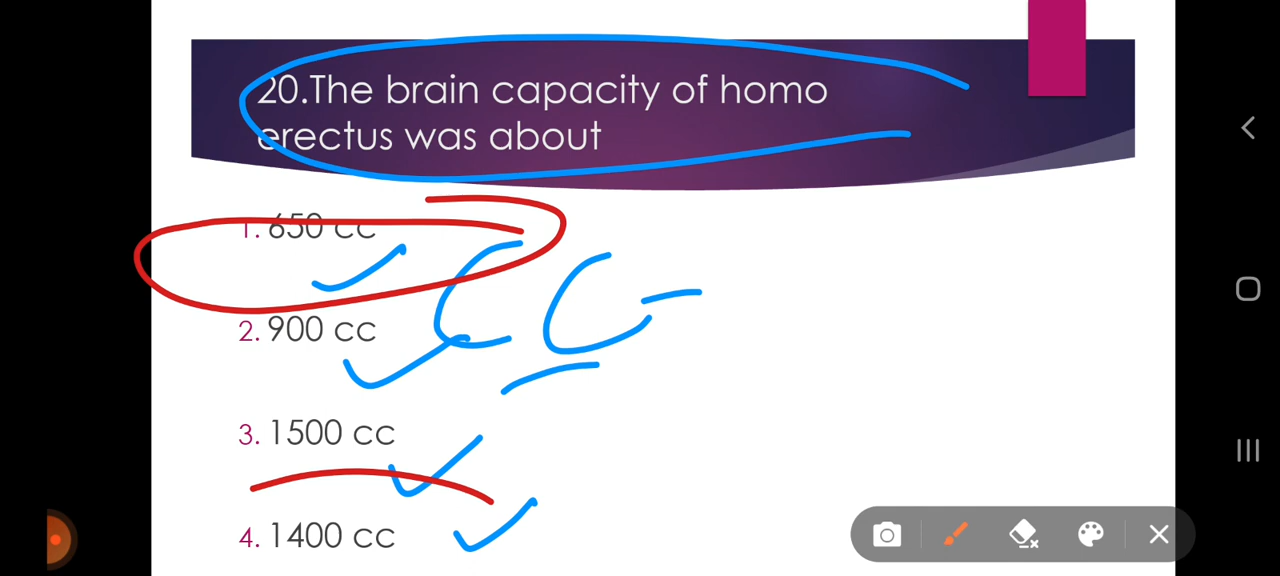 20.The brain capacity of homo
erectus was about
1. 650 cc
2. 900 cc
CC
3. 1500 cc
4. 1400 cc